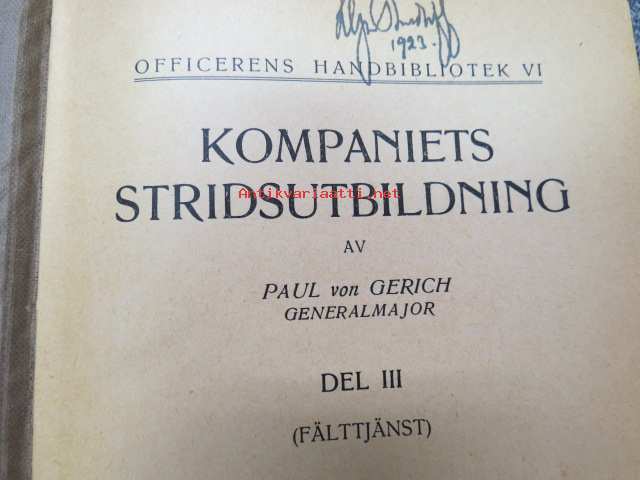 1923.
OFFICERENS HANDBIBLIOTEK VI
KOMPANIETS
Antikvariaatti.net
STRIDSUTBILDNING
AV
PAUL von GERICH
GENERALMAJOR
DEL III
(FÄLTTJÄNST)